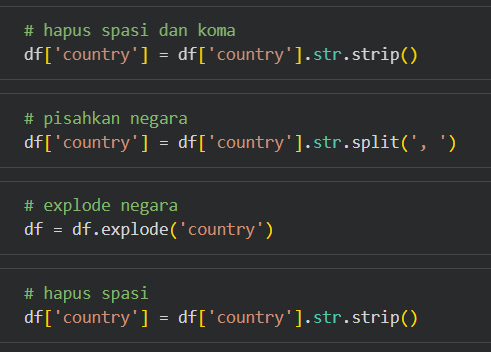 # hapus spasi dan koma
df['country'] = df['country'].str.strip()
# pisahkan negara
df['country'] = df['country'].str.split(', ')
# explode negara
df = df.explode('country')
# hapus spasi
df['country'] = df['country'].str.strip()